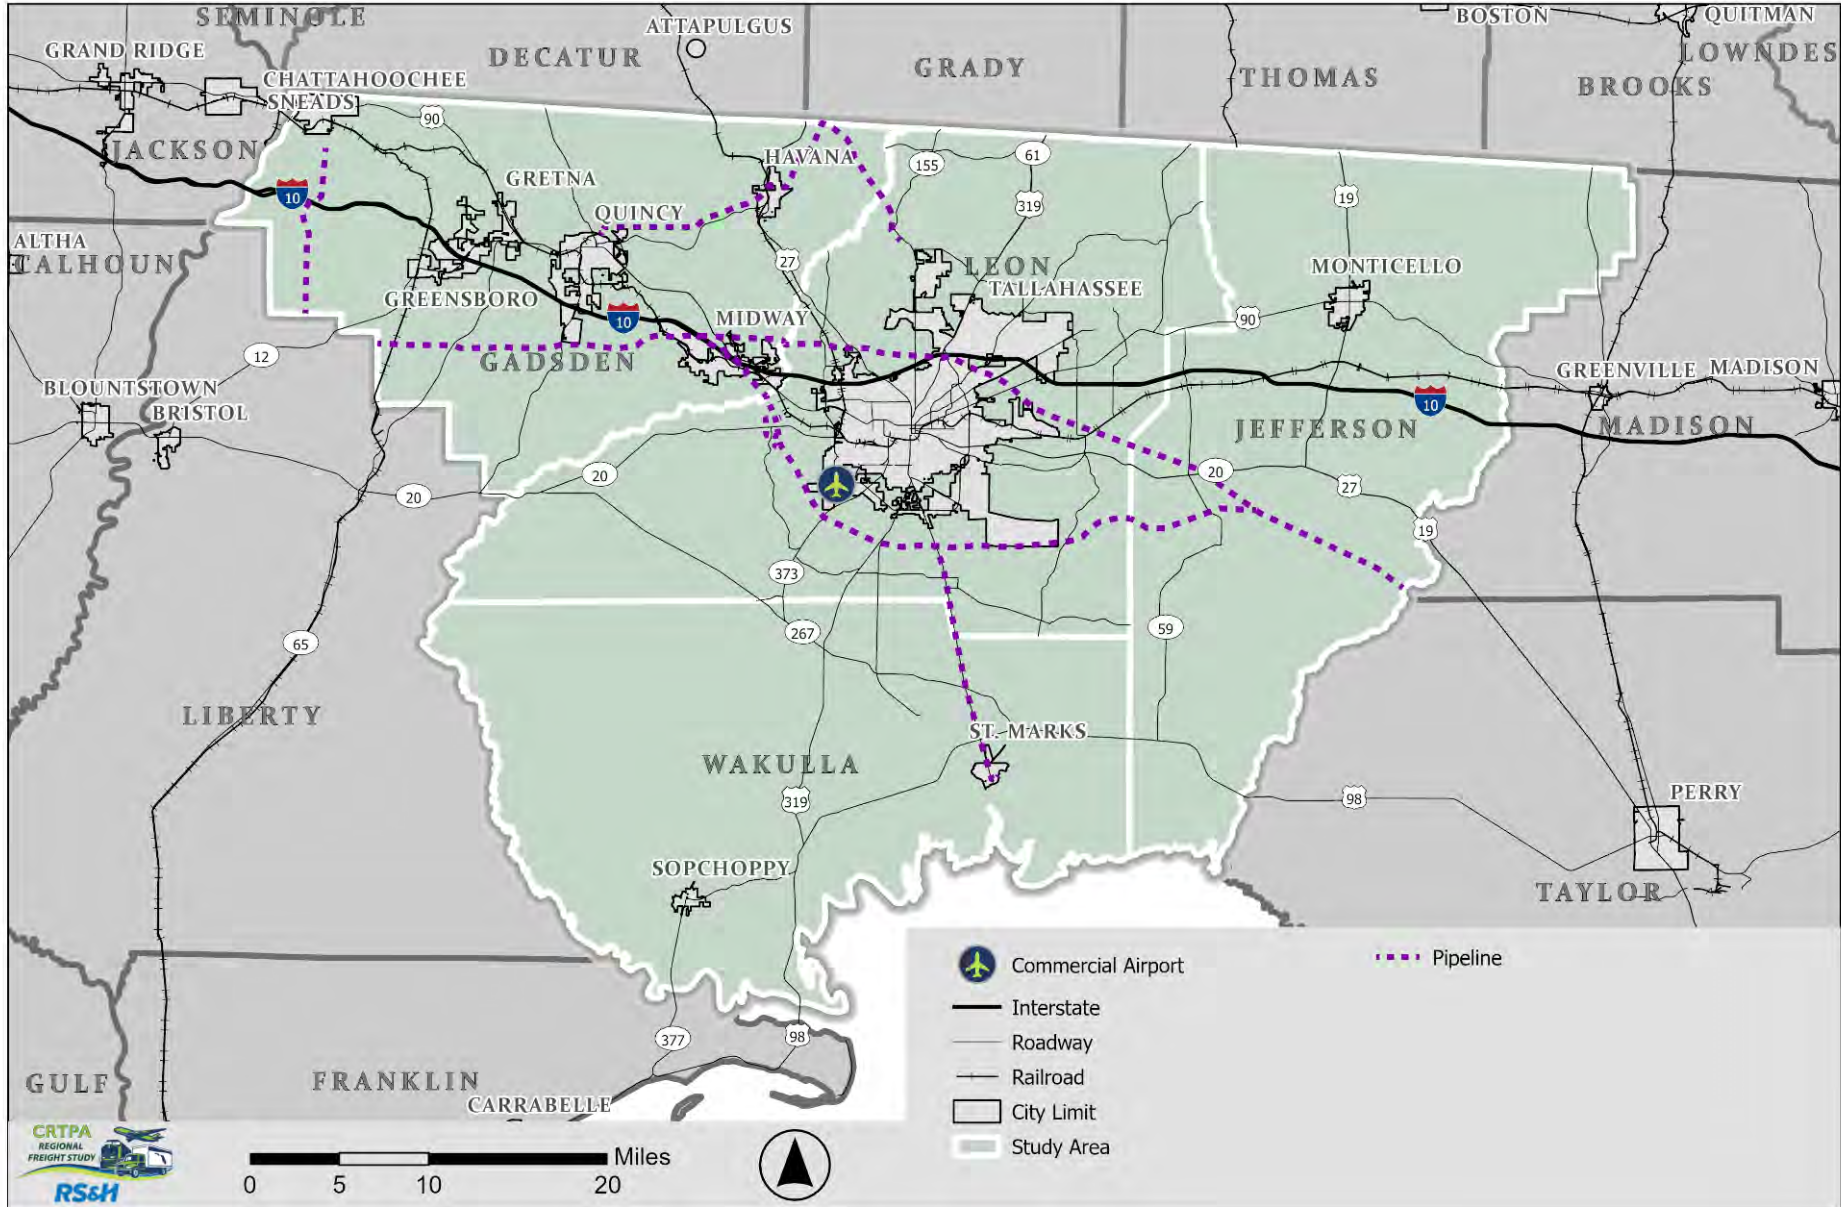 SEMINOLE
ATTAPULGUS
BOSTON
QUITMAN
GRAND RIDGE
DECATUR
GRADY
THOMAS
LOWNDES
BROOKS
CHATTAHOOCHEE
SNEADS
90
JACKSON
HAVANA
155
61
10
GRETNA
319
19
QUINCY
ALTHA
CALHOUN
27
LEON
MONTICELLO
TALLAHASSEE
GREENSBORO
10
MIDWAY
90
12
GADSDEN
GREENVILLE
MADISON
BLOUNTSTOWN
BRISTOL
10
JEFFERSON
MADISON
20
20
20
27
19
373
267
59
65
LIBERTY
ST. MARKS
WAKULLA
319
98
PERRY
SOPCHOPPY
TAYLOR
377
98
GULF
FRANKLIN
CARRABELLE
Commercial Airport
Interstate
Roadway
Railroad
City Limit
Study Area
Pipeline
CRTPA
REGIONAL
FREIGHT STUDY
RS&H
Miles
0 5 10 20